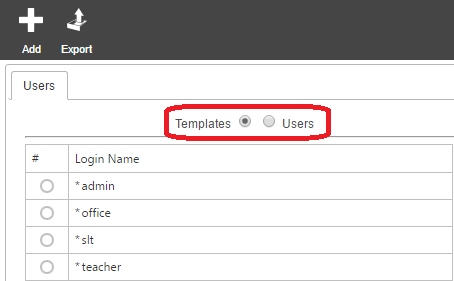 Add Export
Users
Templates Users
# Login Name
*admin
*office
*slt
*teacher